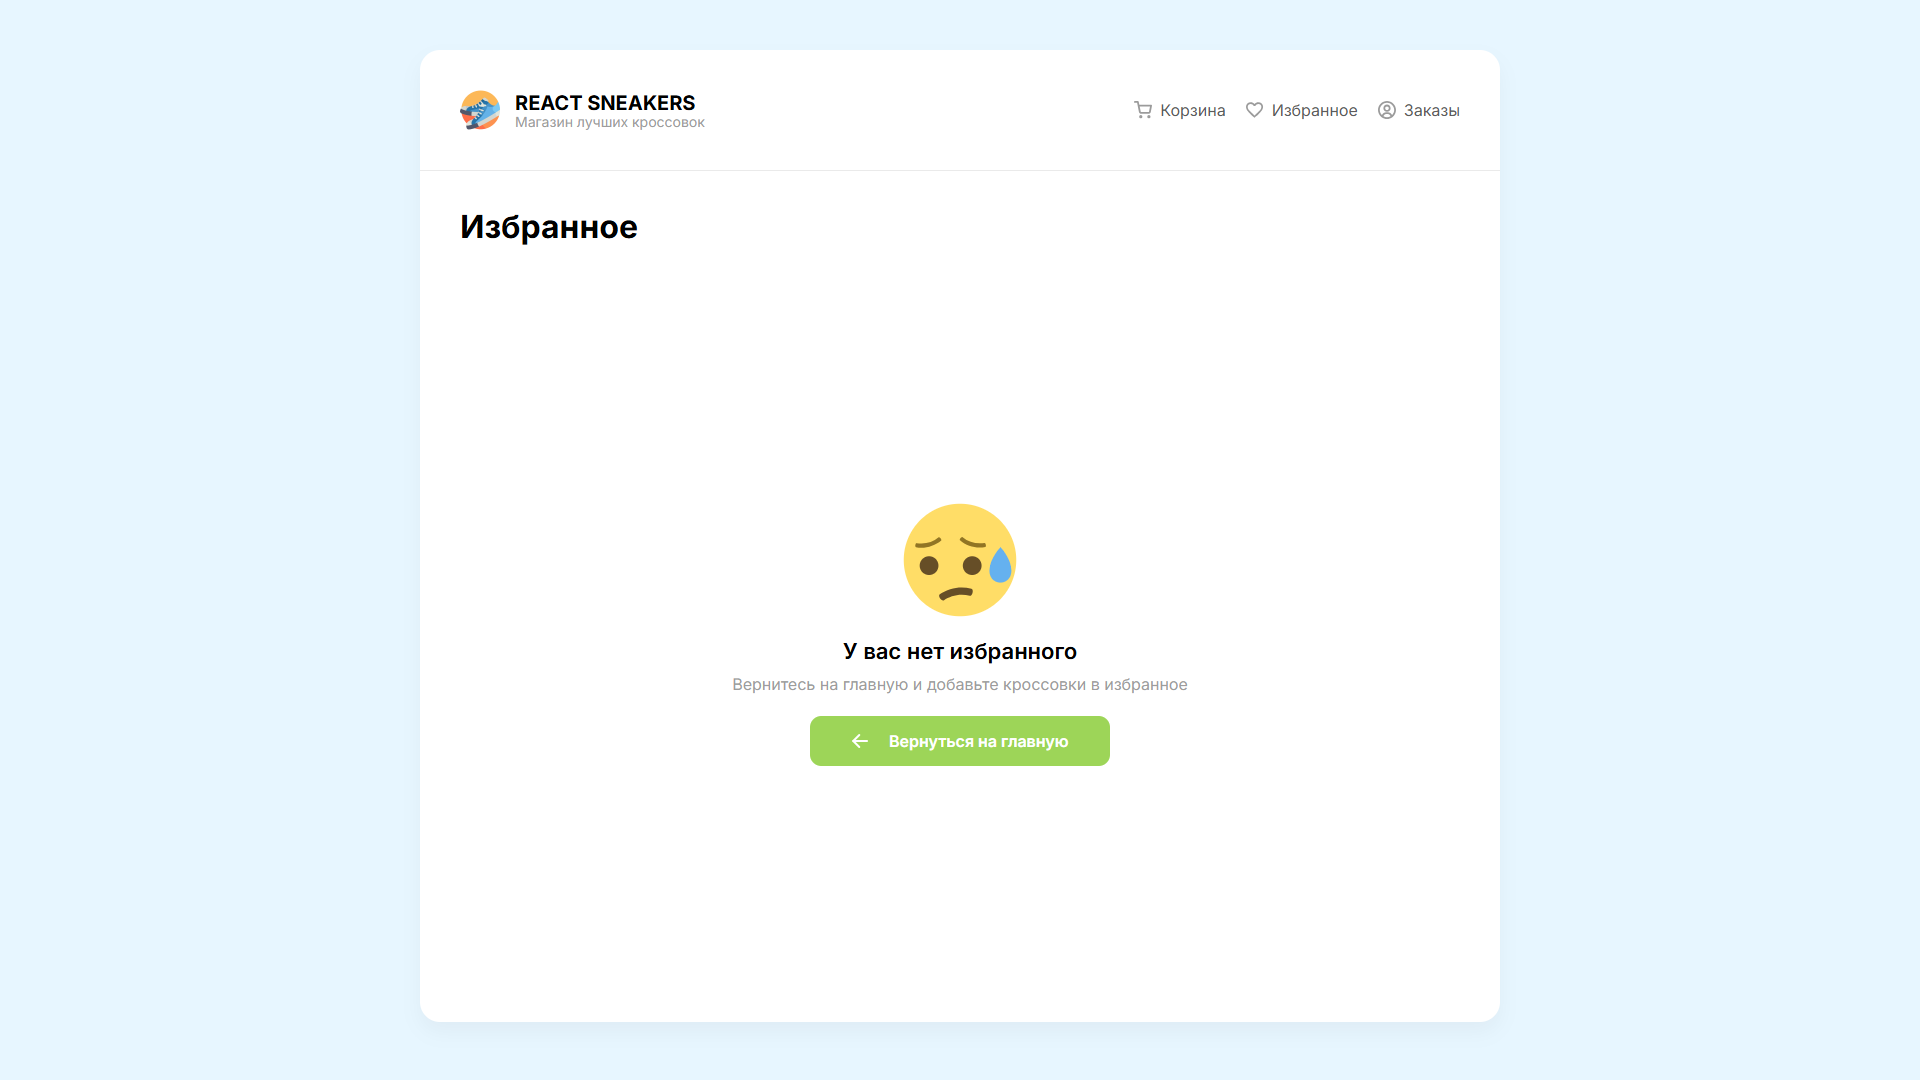 REACT SNEAKERS
Магазин лучших кроссовок
Корзина
Избранное
Заказы
Избранное
У вас нет избранного
Вернитесь на главную и добавьте кроссовки в избранное
Вернуться на главную